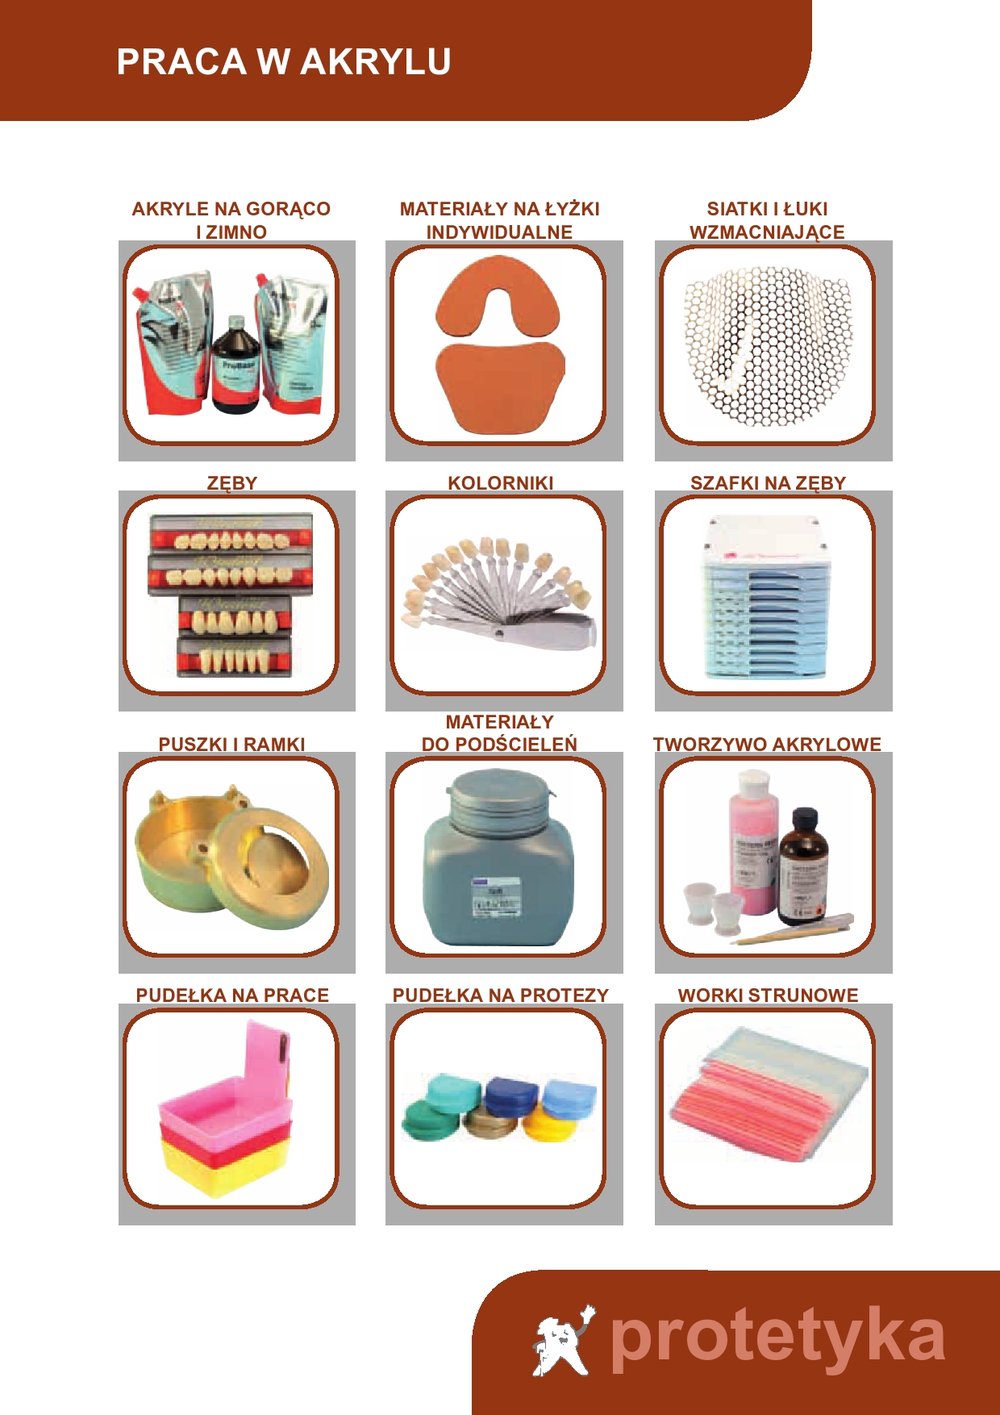 PRACA W AKRYLU
AKRYLE NA GORĄCO
I ZIMNO
MATERIAŁY NA ŁYŻKI
INDYWIDUALNE
SIATKI I ŁUKI
WZMACNIAJĄCE
ProBase
ZĘBY
KOLORNIKI
SZAFKI NA ZĘBY
PUSZKI I RAMKI
MATERIAŁY
DO PODŚCIELEŃ
TWORZYWO AKRYLOWE
PUDEŁKA NA PRACE
PUDEŁKA NA PROTEZY
WORKI STRUNOWE
protetyka